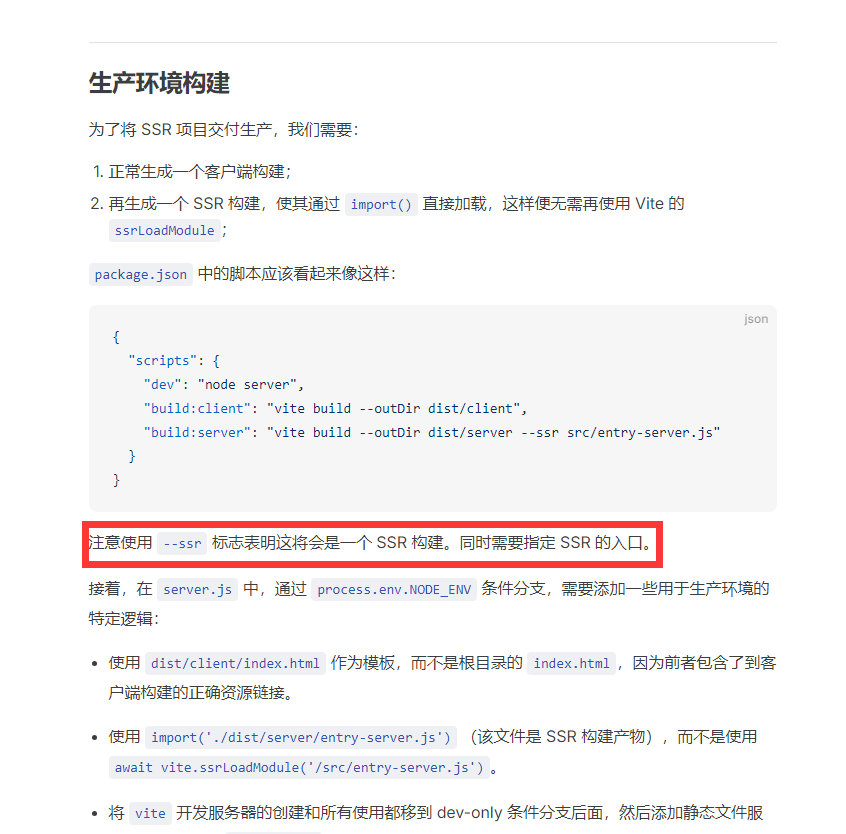 生产环境构建
为了将 SSR 项目交付生产，我们需要：
1. 正常生成一个客户端构建；
2. 再生成一个 SSR 构建，使其通过 import() 直接加载，这样便无需再使用 Vite 的
ssrLoadModule；
package.json 中的脚本应该看起来像这样：
json
{
  "scripts": {
    "dev": "node server",
    "build:client": "vite build --outDir dist/client",
    "build:server": "vite build --outDir dist/server --ssr src/entry-server.js"
  }
}
注意使用 --ssr 标志表明这将会是一个 SSR 构建。同时需要指定 SSR 的入口。
接着，在 server.js 中，通过 process.env.NODE_ENV 条件分支，需要添加一些用于生产环境的
特定逻辑：
• 使用 dist/client/index.html 作为模板，而不是根目录的 index.html，因为前者包含了到客
户端构建的正确资源链接。
• 使用 import('./dist/server/entry-server.js') （该文件是 SSR 构建产物），而不是使用
await vite.ssrLoadModule('/src/entry-server.js')。
• 将 vite 开发服务器的创建和所有使用都移到 dev-only 条件分支后面，然后添加静态文件服